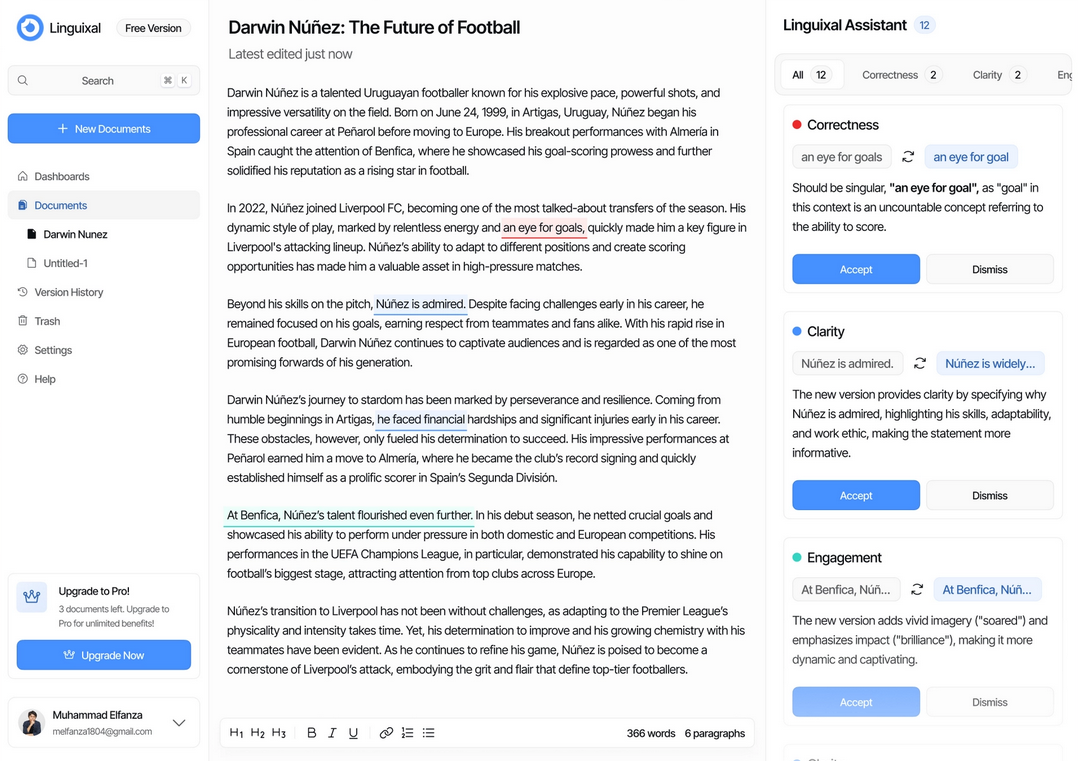 Linguixal
Free Version
Search ⌘ K
+ New Documents
Dashboards
Documents
Darwin Nunez
Untitled-1
Version History
Trash
Settings
Help
Upgrade to Pro!
3 documents left. Upgrade to
Pro for unlimited benefits!
Upgrade Now
Muhammad Elfanza
melfanza1804@gmail.com
Darwin Núñez: The Future of Football
Latest edited just now
Darwin Núñez is a talented Uruguayan footballer known for his explosive pace, powerful shots, and
impressive versatility on the field. Born on June 24, 1999, in Artigas, Uruguay, Núñez began his
professional career at Peñarol before moving to Europe. His breakout performances with Almería in
Spain caught the attention of Benfica, where he showcased his goal-scoring prowess and further
solidified his reputation as a rising star in football.
In 2022, Núñez joined Liverpool FC, becoming one of the most talked-about transfers of the season. His
dynamic style of play, marked by relentless energy and an eye for goals, quickly made him a key figure in
Liverpool's attacking lineup. Núñez's ability to adapt to different positions and create scoring
opportunities has made him a valuable asset in high-pressure matches.
Beyond his skills on the pitch, Núñez is admired. Despite facing challenges early in his career, he
remained focused on his goals, earning respect from teammates and fans alike. With his rapid rise in
European football, Darwin Núñez continues to captivate audiences and is regarded as one of the most
promising forwards of his generation.
Darwin Núñez's journey to stardom has been marked by perseverance and resilience. Coming from
humble beginnings in Artigas, he faced financial hardships and significant injuries early in his career.
These obstacles, however, only fueled his determination to succeed. His impressive performances at
Peñarol earned him a move to Almería, where he became the club's record signing and quickly
established himself as a prolific scorer in Spain's Segunda División.
At Benfica, Núñez's talent flourished even further. In his debut season, he netted crucial goals and
showcased his ability to perform under pressure in both domestic and European competitions. His
performances in the UEFA Champions League, in particular, demonstrated his capability to shine on
football's biggest stage, attracting attention from top clubs across Europe.
Núñez's transition to Liverpool has not been without challenges, as adapting to the Premier League's
physicality and intensity takes time. Yet, his determination to improve and his growing chemistry with his
teammates have been evident. As he continues to refine his game, Núñez is poised to become a
cornerstone of Liverpool's attack, embodying the grit and flair that define top-tier footballers.
H1 H2 H3 B I U 366 words 6 paragraphs
Linguixal Assistant 12
All 12 Correctness 2 Clarity 2 Eng
Correctness
an eye for goals an eye for goal
Should be singular, "an eye for goal", as "goal" in
this context is an uncountable concept referring to
the ability to score.
Accept Dismiss
Clarity
Núñez is admired. Núñez is widely...
The new version provides clarity by specifying why
Núñez is admired, highlighting his skills, adaptability,
and work ethic, making the statement more
informative.
Accept Dismiss
Engagement
At Benfica, Núñ... At Benfica, Núñ...
The new version adds vivid imagery ("soared") and
emphasizes impact ("brilliance"), making it more
dynamic and captivating.
Accept Dismiss